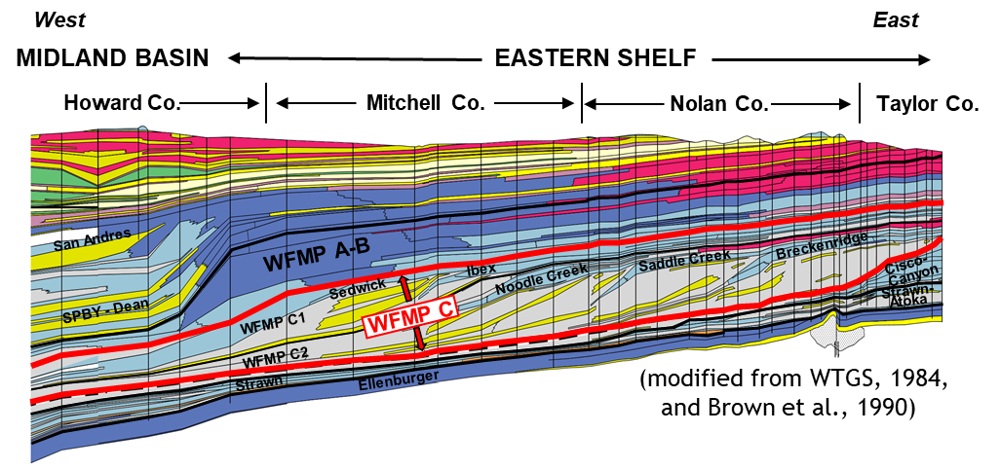 West
East
MIDLAND BASIN
EASTERN SHELF
Howard Co.
Mitchell Co.
Nolan Co.
Taylor Co.
San Andres
WFMP A-B
SPBY - Dean
Sedwick
Ibex
Noodle Creek
Saddle Creek
Breckenridge
Cisco-
Canyon
Strawn-
Atoka
WFMP C1
WFMP C
WFMP C2
Strawn
Ellenburger
(modified from WTGS, 1984,
and Brown et al., 1990)